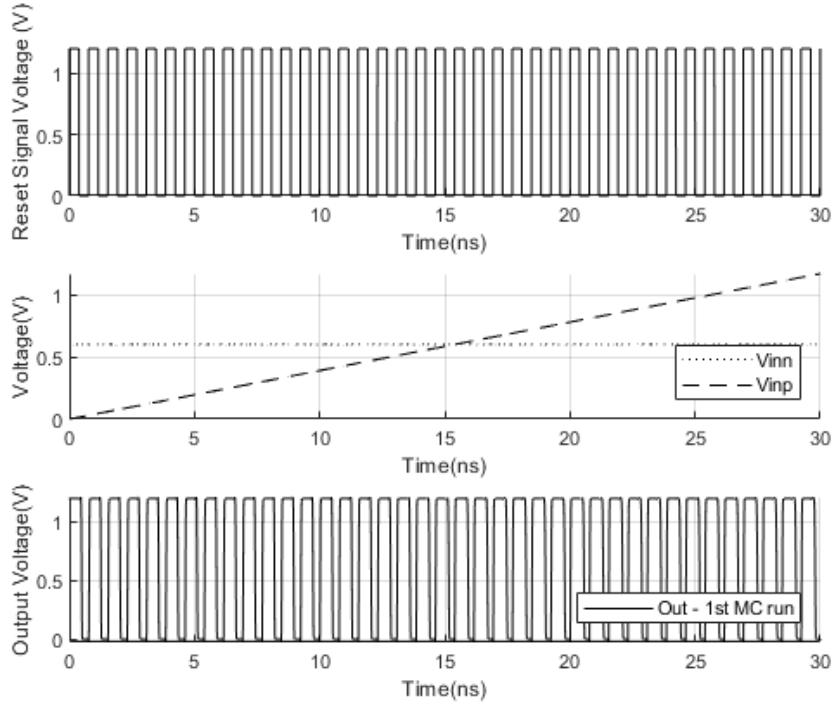 Reset Signal Voltage (V)
1
0.5
0
0 5 10 15 20 25 30
Time(ns)
Voltage(V)
1
0.5
0
Vinn
Vinp
0 5 10 15 20 25 30
Time(ns)
Output Voltage(V)
1
0.5
0
Out - 1st MC run
0 5 10 15 20 25 30
Time(ns)